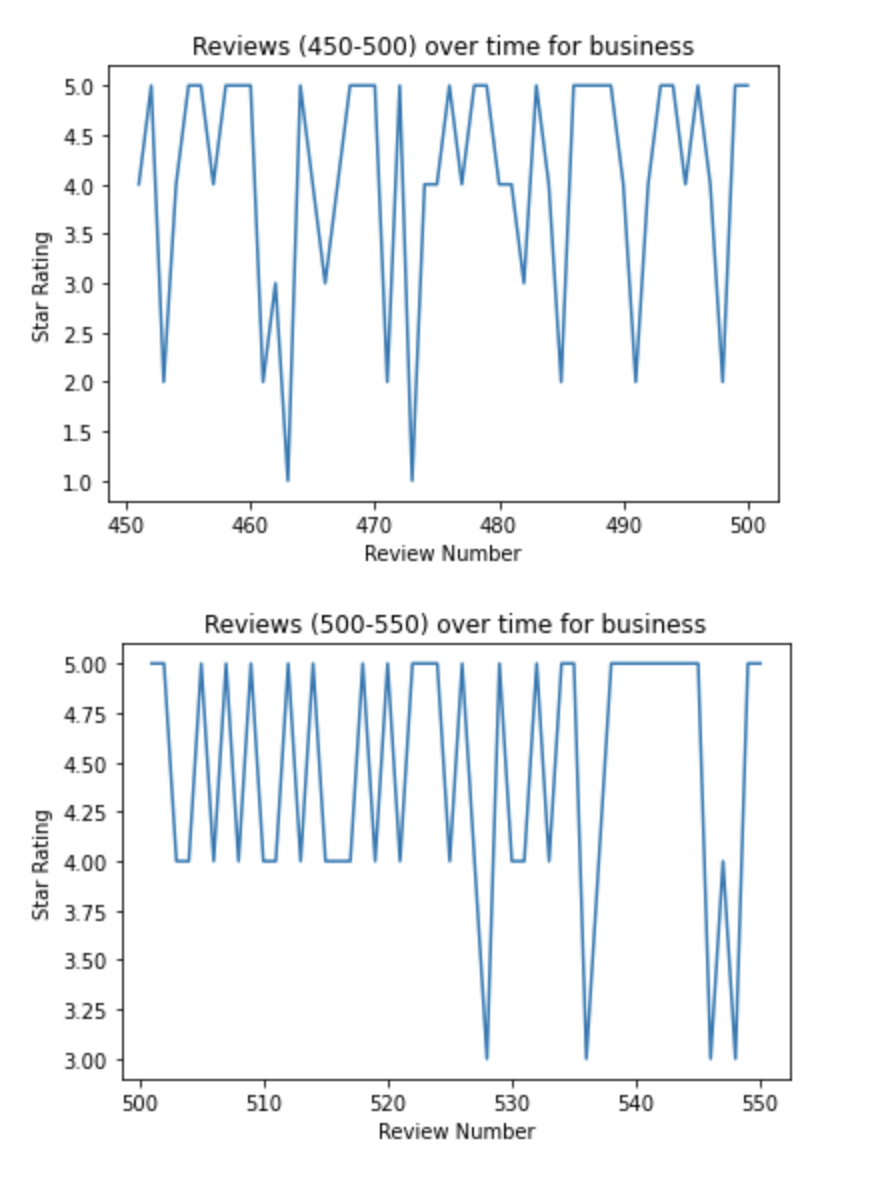 Reviews (450-500) over time for business
5.0
4.5
4.0
3.5
3.0
2.5
2.0
1.5
1.0
Star Rating
450 460 470 480 490 500
Review Number
Reviews (500-550) over time for business
5.00
4.75
4.50
4.25
4.00
3.75
3.50
3.25
3.00
Star Rating
500 510 520 530 540 550
Review Number